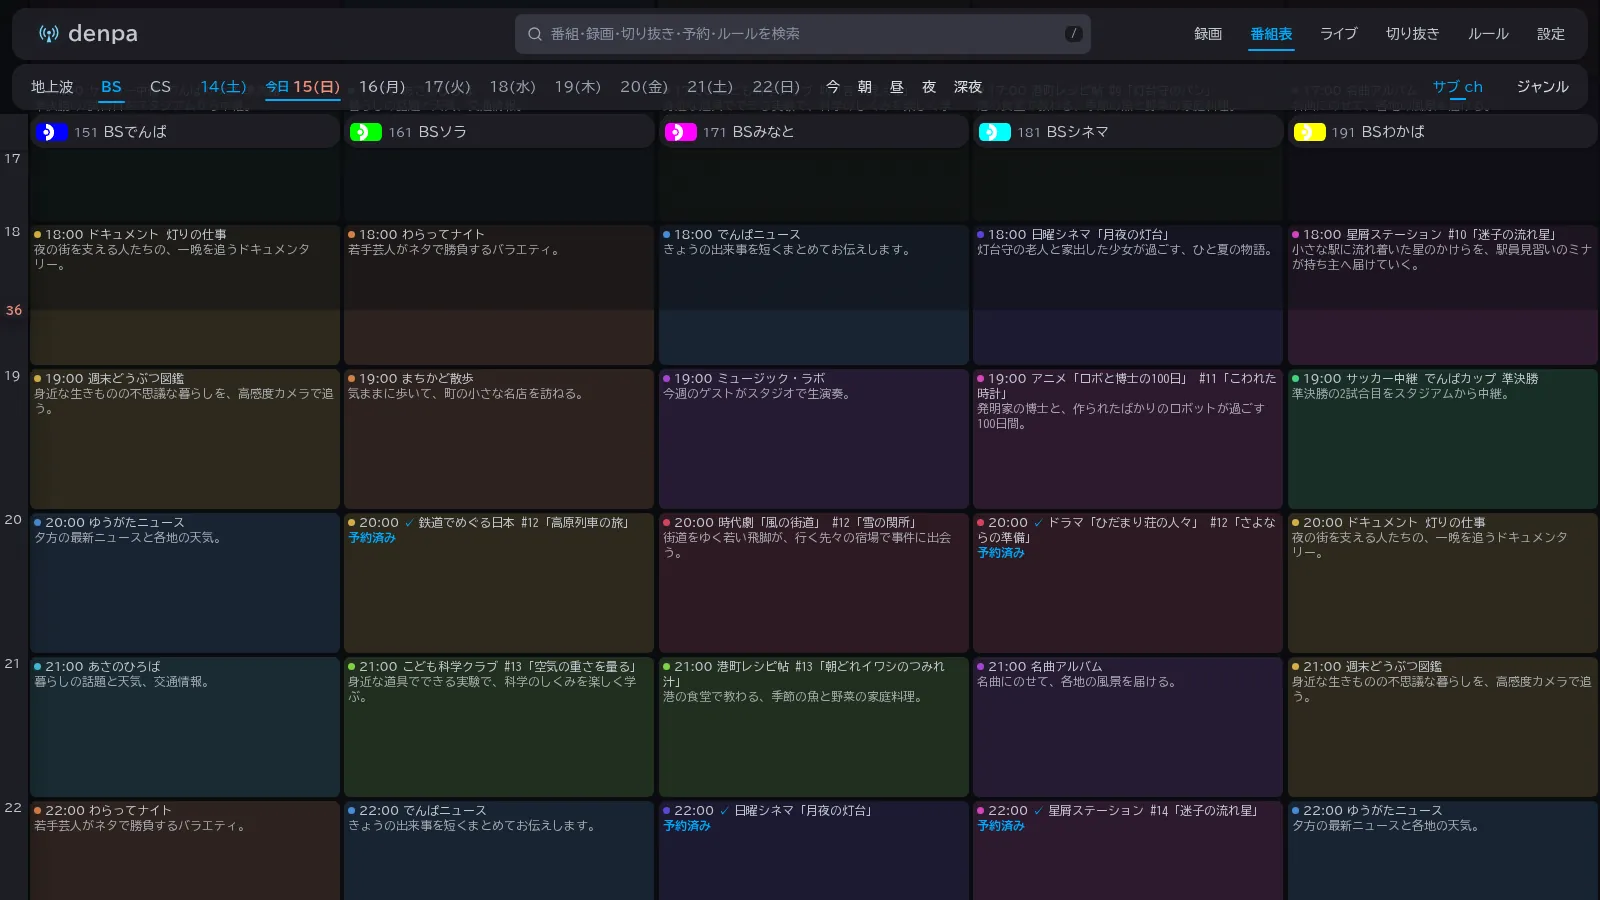 denpa
番組・録画・切り抜き・予約・ルールを検索
/
録画
番組表
ライブ
切り抜き
ルール
設定
地上波
BS
CS
14(土)
今日 15(日)
16(月)
17(火)
18(水)
19(木)
20(金)
21(土)
22(日)
今
朝
昼
夜
深夜
サブ ch
ジャンル
151 BSでんぱ
161 BSソラ
171 BSみなと
181 BSシネマ
191 BSわかば
17
18
18:00 ドキュメント 灯りの仕事
夜の街を支える人たちの、一晩を追うドキュメンタ
リー。
18:00 わらってナイト
若手芸人がネタで勝負するバラエティ。
18:00 でんぱニュース
きょうの出来事を短くまとめてお伝えします。
18:00 日曜シネマ「月夜の灯台」
灯台守の老人と家出した少女が過ごす、ひと夏の物語。
18:00 星屑ステーション #10「迷子の流れ星」
小さな駅に流れ着いた星のかけらを、駅員見習いのミナ
が持ち主へ届けていく。
36
19
19:00 週末どうぶつ図鑑
身近な生きものの不思議な暮らしを、高感度カメラで追
う。
19:00 まちかど散歩
気ままに歩いて、町の小さな名店を訪ねる。
19:00 ミュージック・ラボ
今週のゲストがスタジオで生演奏。
19:00 アニメ「ロボと博士の100日」 #11「こわれた
時計」
発明家の博士と、作られたばかりのロボットが過ごす
100日間。
19:00 サッカー中継 でんぱカップ 準決勝
準決勝の2試合目をスタジアムから中継。
20
20:00 ゆうがたニュース
夕方の最新ニュースと各地の天気。
20:00 ✓ 鉄道でめぐる日本 #12「高原列車の旅」
予約済み
20:00 時代劇「風の街道」 #12「雪の関所」
街道をゆく若い飛脚が、行く先々の宿場で事件に出会
う。
20:00 ✓ ドラマ「ひだまり荘の人々」 #12「さよな
らの準備」
予約済み
20:00 ドキュメント 灯りの仕事
夜の街を支える人たちの、一晩を追うドキュメンタ
リー。
21
21:00 あさのひろば
暮らしの話題と天気、交通情報。
21:00 こども科学クラブ #13「空気の重さを量る」
身近な道具でできる実験で、科学のしくみを楽しく学
ぶ。
21:00 港町レシピ帖 #13「朝どれイワシのつみれ
汁」
港の食堂で教わる、季節の魚と野菜の家庭料理。
21:00 名曲アルバム
名曲にのせて、各地の風景を届ける。
21:00 週末どうぶつ図鑑
身近な生きものの不思議な暮らしを、高感度カメラで追
う。
22
22:00 わらってナイト
若手芸人がネタで勝負するバラエティ。
22:00 でんぱニュース
きょうの出来事を短くまとめてお伝えします。
22:00 ✓ 日曜シネマ「月夜の灯台」
予約済み
22:00 ✓ 星屑ステーション #14「迷子の流れ星」
予約済み
22:00 ゆうがたニュース
夕方の最新ニュースと各地の天気。